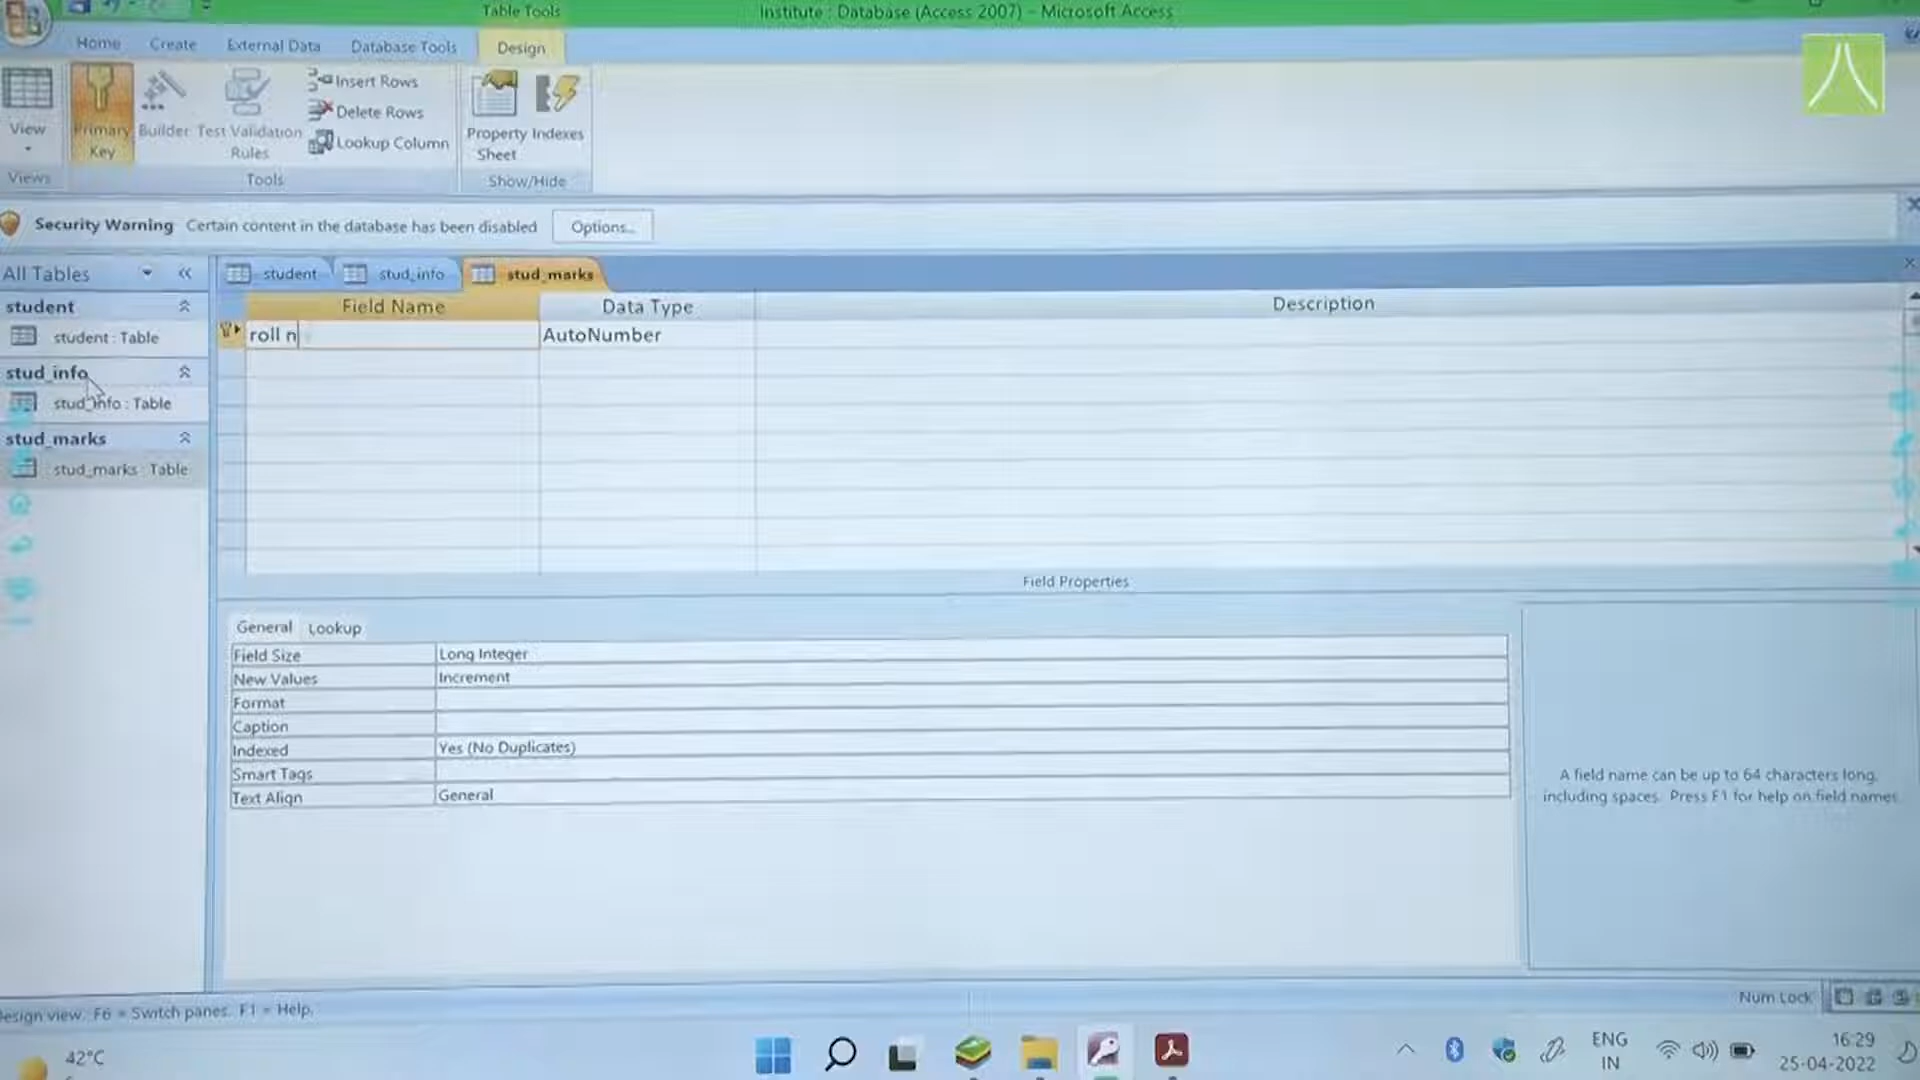 Table Tools
Institute : Database (Access 2007) - Microsoft Access
Home Create External Data Database Tools Design
View
Primary Key
Builder
Test Validation Rules
Insert Rows
Delete Rows
Lookup Column
Property Sheet
Indexes
Views
Tools
Show/Hide
Security Warning Certain content in the database has been disabled Options...
All Tables
student stud_info stud_marks
student
student : Table
stud_info
stud_info : Table
stud_marks
stud_marks : Table
Field Name Data Type Description
roll n AutoNumber
Field Properties
General Lookup
Field Size Long Integer
New Values Increment
Format
Caption
Indexed Yes (No Duplicates)
Smart Tags
Text Align General
A field name can be up to 64 characters long,
including spaces. Press F1 for help on field names.
Design view. F6 = Switch panes. F1 = Help.
Num Lock
42°C
ENG
IN
16:29
25-04-2022